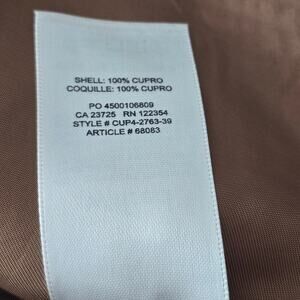 SHELL: 100% CUPRO
COQUILLE: 100% CUPRO
PO 4500106809
CA 23725 RN 122354
STYLE # CUP4-2763-39
ARTICLE # 68083